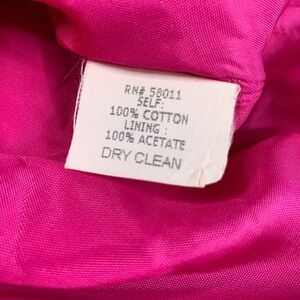 RN# 58011
SELF:
100% COTTON
LINING:
100% ACETATE
DRY CLEAN